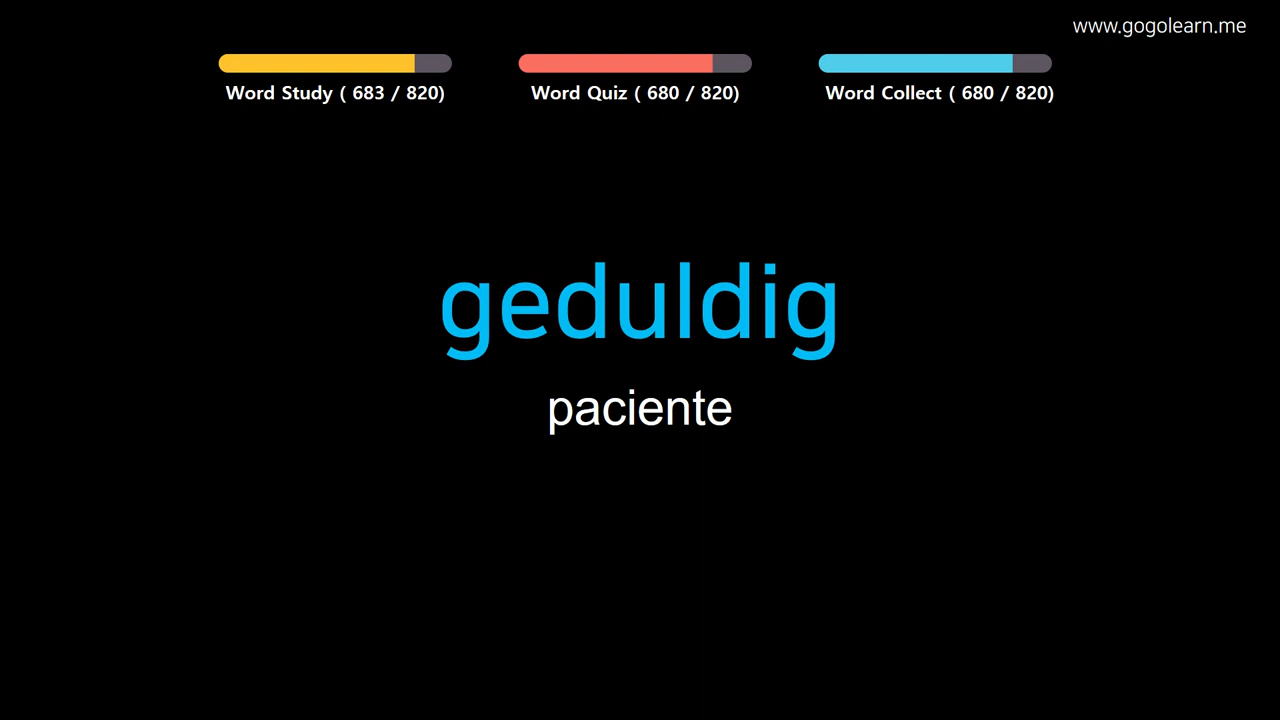 www.gogolearn.me
Word Study ( 683 / 820)
Word Quiz ( 680 / 820)
Word Collect ( 680 / 820)
geduldig
paciente